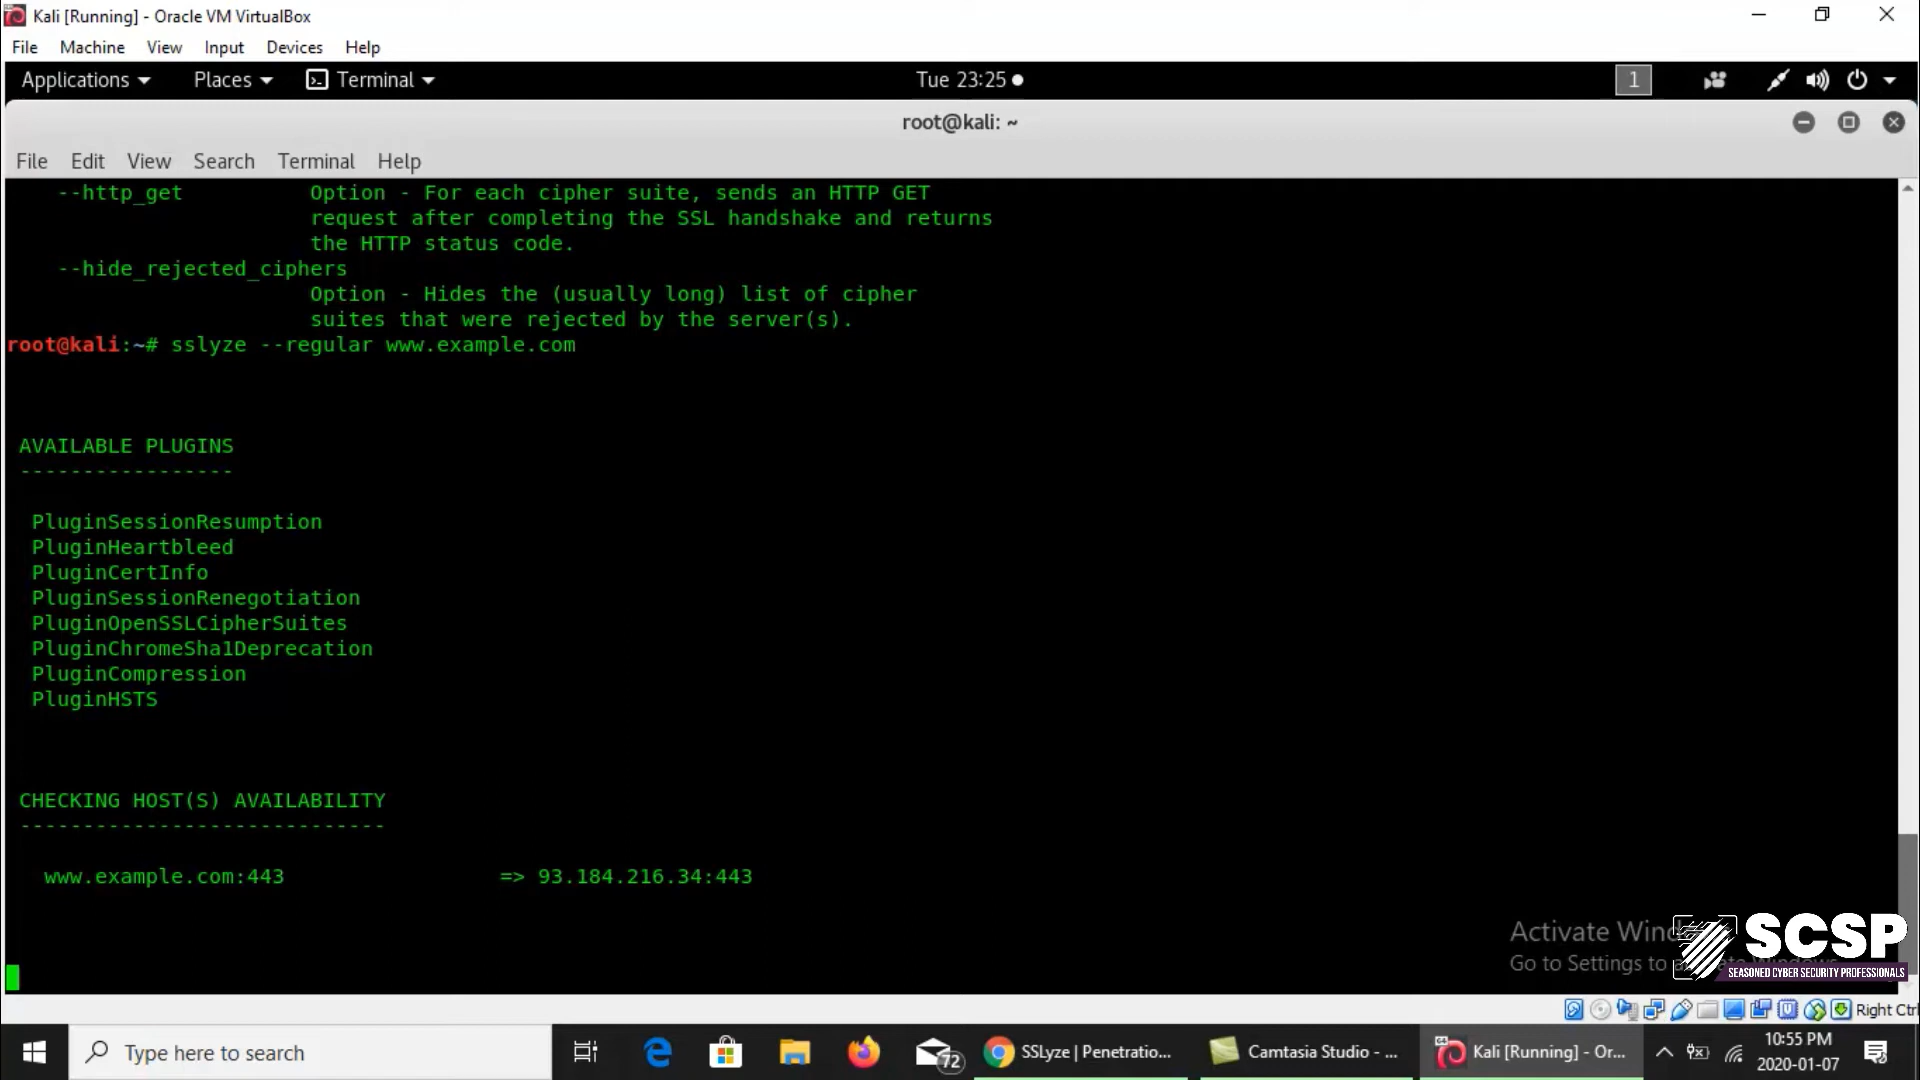 Kali [Running] - Oracle VM VirtualBox
File Machine View Input Devices Help
Applications Places Terminal Tue 23:25 1
root@kali: ~
File Edit View Search Terminal Help
--http_get Option - For each cipher suite, sends an HTTP GET
request after completing the SSL handshake and returns
the HTTP status code.
--hide_rejected_ciphers
Option - Hides the (usually long) list of cipher
suites that were rejected by the server(s).
root@kali:~# sslyze --regular www.example.com
AVAILABLE PLUGINS
-----------------
PluginSessionResumption
PluginHeartbleed
PluginCertInfo
PluginSessionRenegotiation
PluginOpenSSLCipherSuites
PluginChromeSha1Deprecation
PluginCompression
PluginHSTS
CHECKING HOST(S) AVAILABILITY
-----------------------------
www.example.com:443 => 93.184.216.34:443
Activate Wind
SCSP
Go to Settings to
SEASONED CYBER SECURITY PROFESSIONALS
Right Ctrl
Type here to search
72
SSLyze | Penetratio...
Camtasia Studio - ...
Kali [Running] - Or...
10:55 PM
2020-01-07